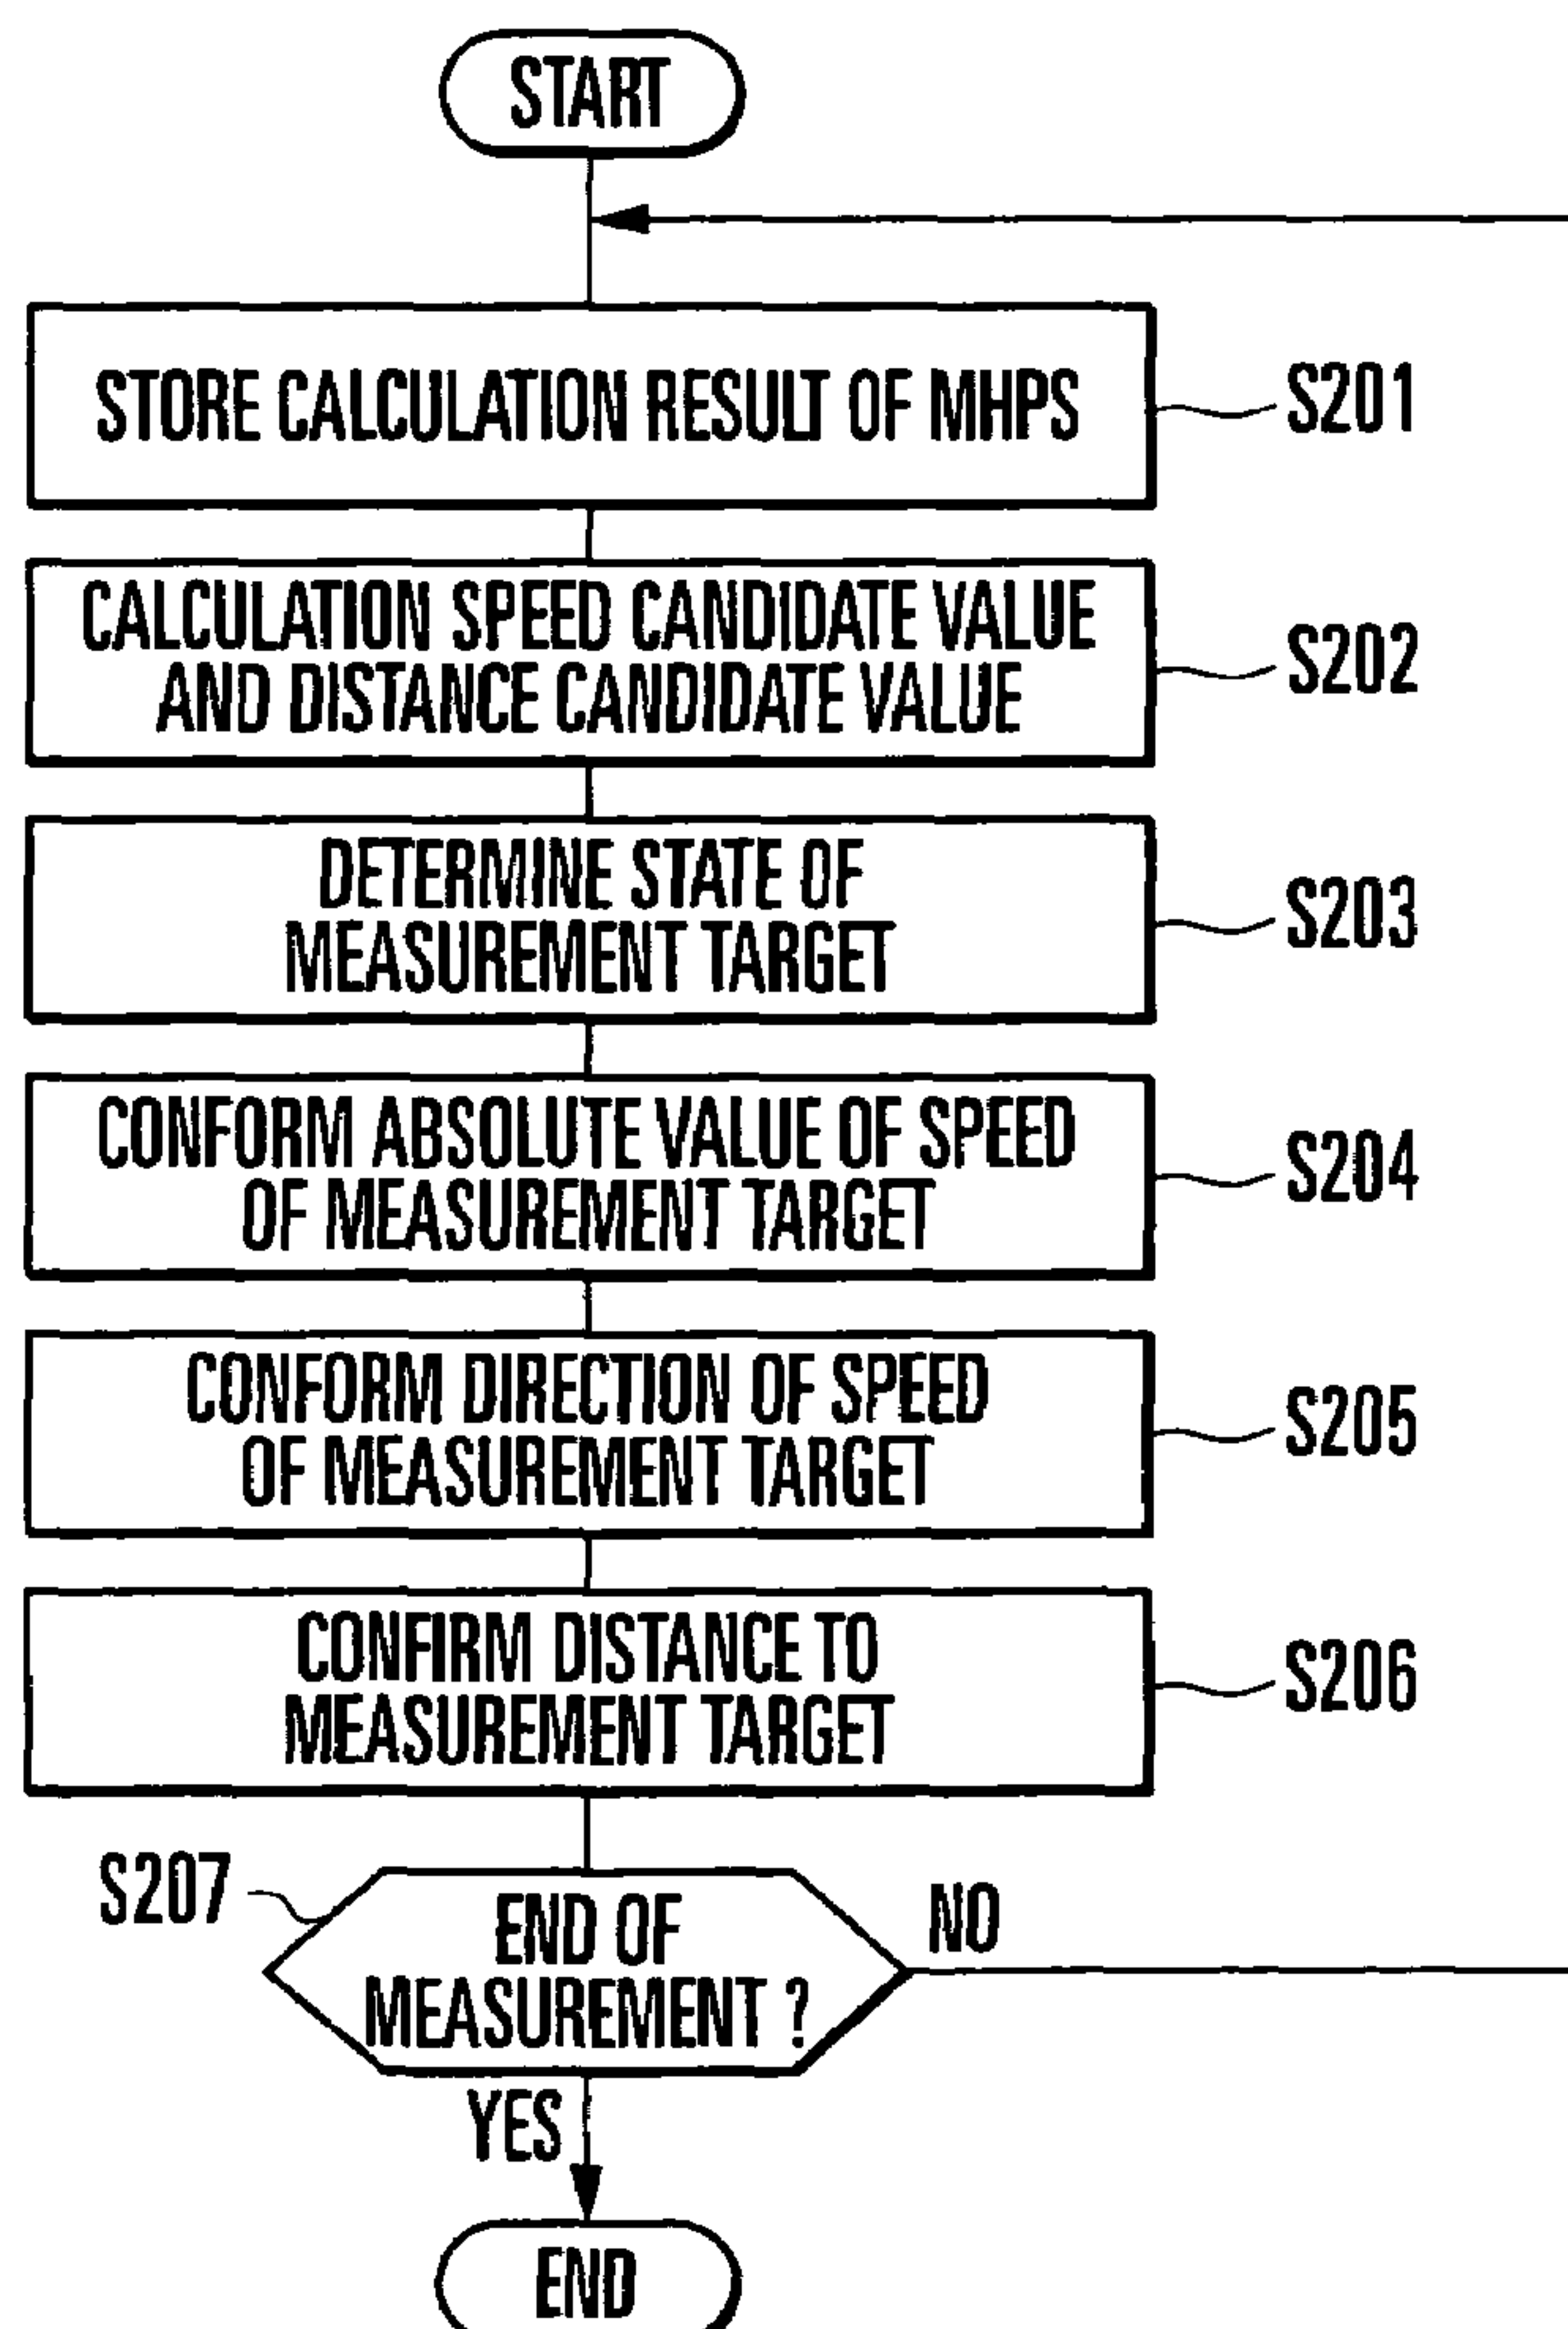 START
STORE CALCULATION RESULT OF MHPS
S201
CALCULATION SPEED CANDIDATE VALUE
AND DISTANCE CANDIDATE VALUE
S202
DETERMINE STATE OF
MEASUREMENT TARGET
S203
CONFORM ABSOLUTE VALUE OF SPEED
OF MEASUREMENT TARGET
S204
CONFORM DIRECTION OF SPEED
OF MEASUREMENT TARGET
S205
CONFIRM DISTANCE TO
MEASUREMENT TARGET
S206
S207
END OF
MEASUREMENT ?
NO
YES
END